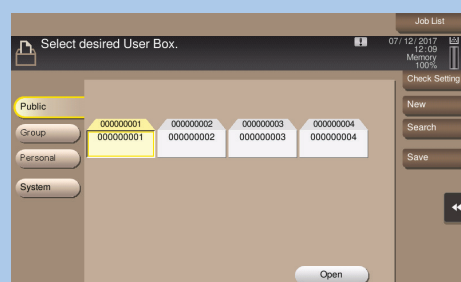 Job List
Select desired User Box.
07/12/2017
12:09
Memory
100%
Check Setting
Public
New
000000001 000000002 000000003 000000004
000000001 000000002 000000003 000000004
Search
Group
Personal
Save
System
Open